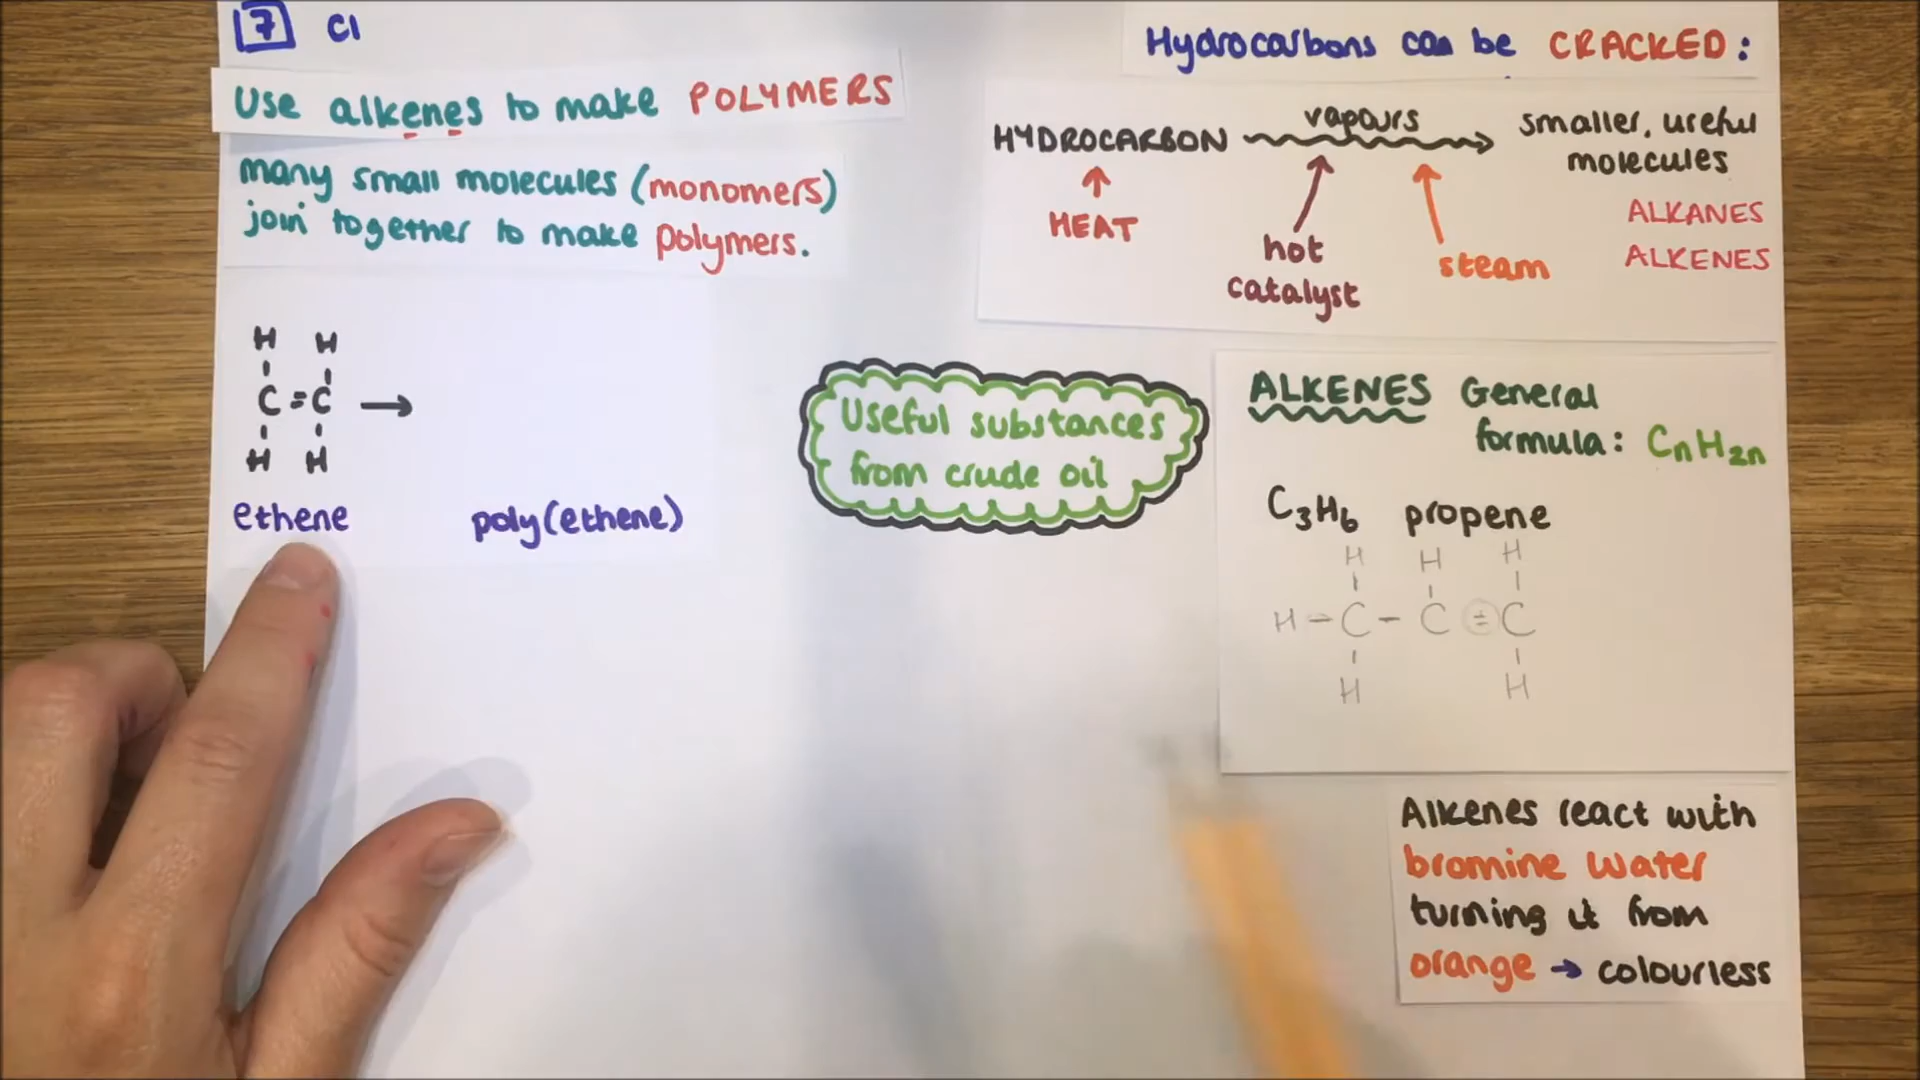 7 C1
Use alkenes to make POLYMERS
many small molecules (monomers)
join together to make polymers.
H H
C=C →
H H
ethene
poly(ethene)
Useful substances
from crude oil
Hydrocarbons can be CRACKED:
vapours
HYDROCARBON → smaller, useful
molecules
HEAT
hot
catalyst
steam
ALKANES
ALKENES
ALKENES General
formula: CnH2n
C3H6 propene
H H H
H-C-C=C
H H
Alkenes react with
bromine water
turning it from
orange → colourless